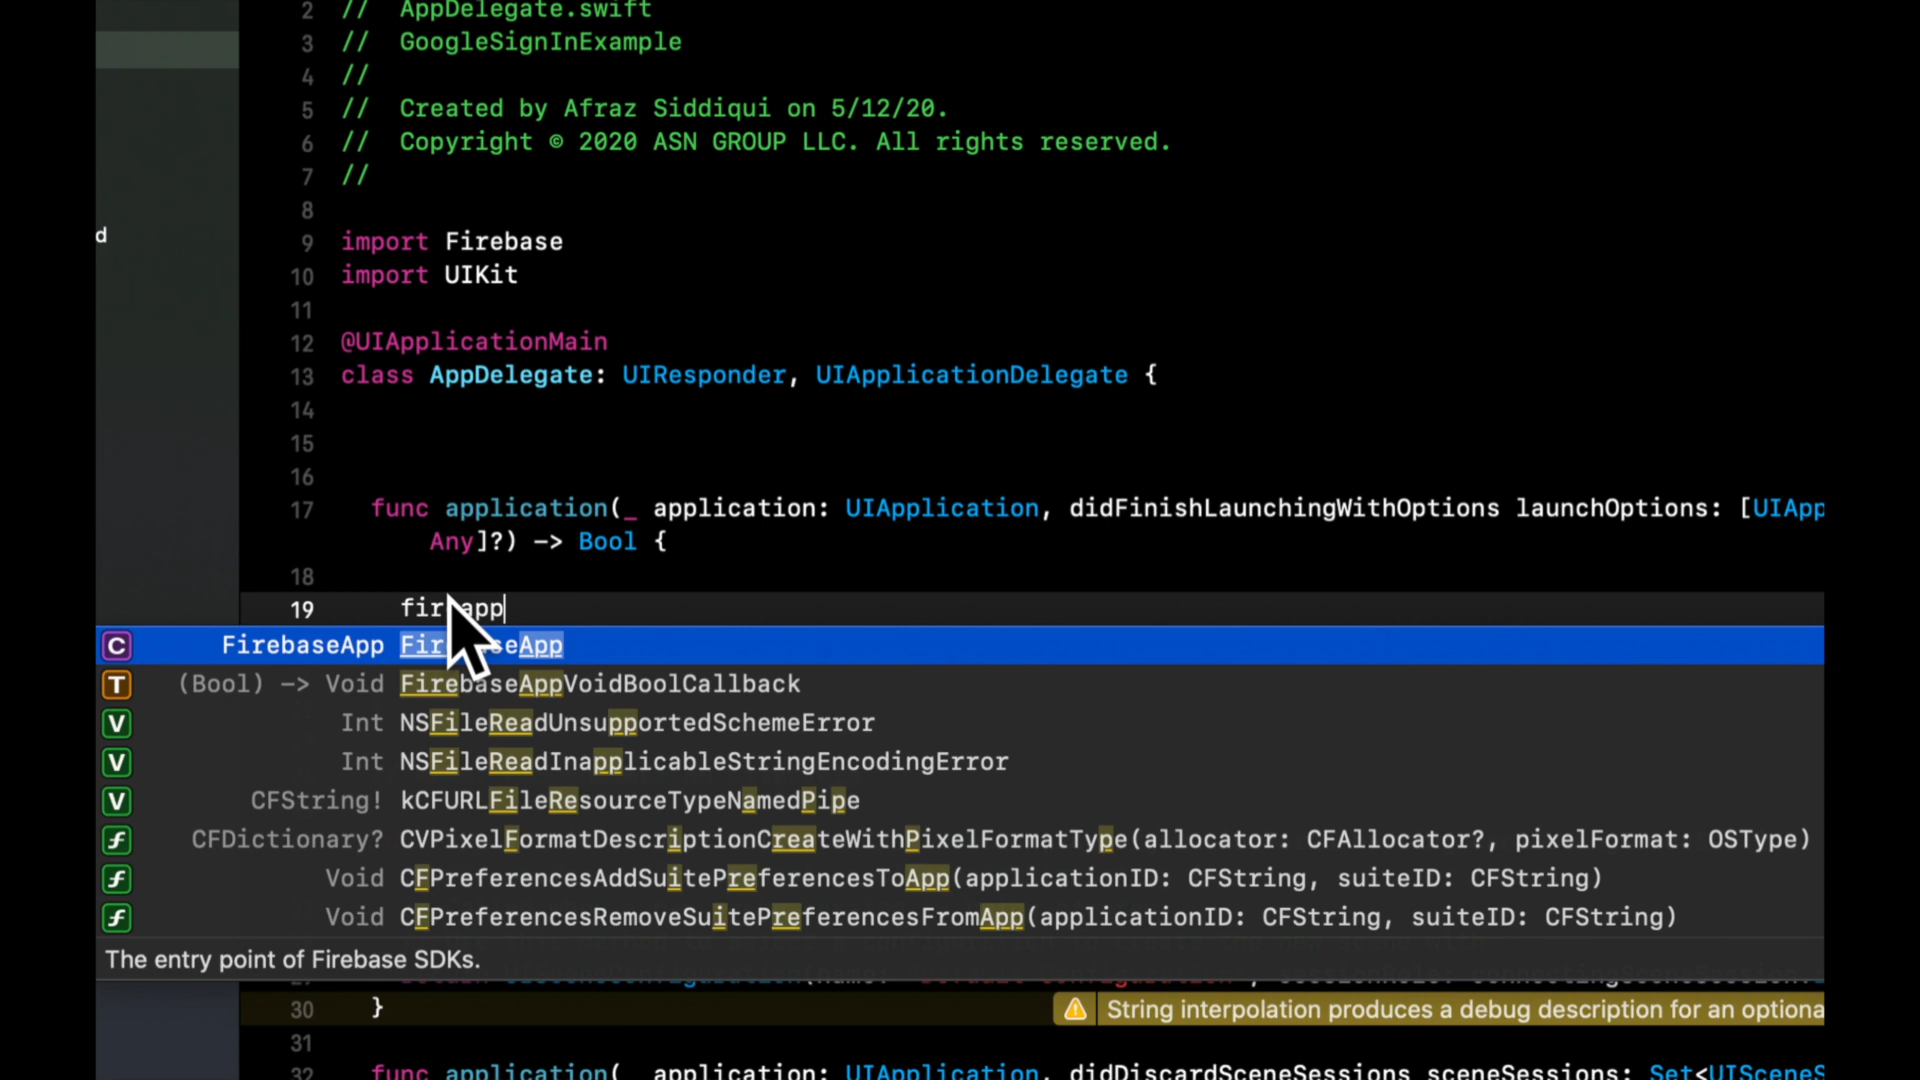 2 // AppDelegate.swift
3 // GoogleSignInExample
4 //
5 // Created by Afraz Siddiqui on 5/12/20.
6 // Copyright © 2020 ASN GROUP LLC. All rights reserved.
7 //
8
d
9 import Firebase
10 import UIKit
11
12 @UIApplicationMain
13 class AppDelegate: UIResponder, UIApplicationDelegate {
14
15
16
17 func application(_ application: UIApplication, didFinishLaunchingWithOptions launchOptions: [UIApp
Any]?) -> Bool {
18
19
C FirebaseApp
T (Bool) -> Void FirebaseAppVoidBoolCallback
V Int NSFileReadUnsupportedSchemeError
V Int NSFileReadInapplicableStringEncodingError
V CFString! kCFURLFileResourceTypeNamedPipe
f CFDictionary? CVPixelFormatDescriptionCreateWithPixelFormatType(allocator: CFAllocator?, pixelFormat: OSType)
f Void CFPreferencesAddSuitePreferencesToApp(applicationID: CFString, suiteID: CFString)
f Void CFPreferencesRemoveSuitePreferencesFromApp(applicationID: CFString, suiteID: CFString)
The entry point of Firebase SDKs.
30 } String interpolation produces a debug description for an optiona
31
32 func application(_ application: UIApplication, didDiscardSceneSessions sceneSessions: Set<UISceneS